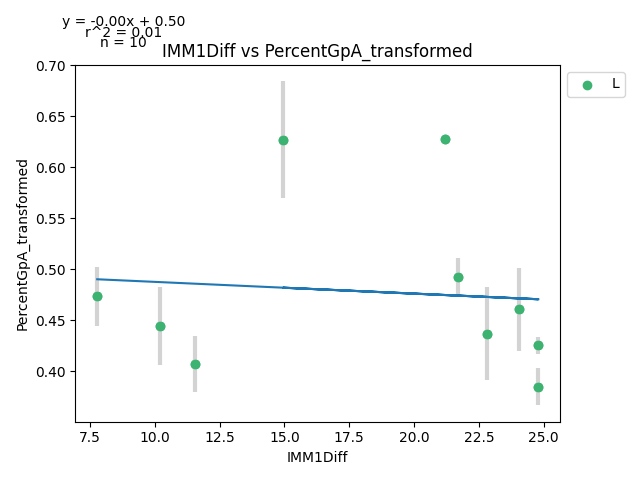 y = -0.00x + 0.50
r^2 = 0.01
n = 10
IMM1Diff vs PercentGpA_transformed
L
0.70
0.65
0.60
0.55
0.50
0.45
0.40
PercentGpA_transformed
7.5 10.0 12.5 15.0 17.5 20.0 22.5 25.0
IMM1Diff